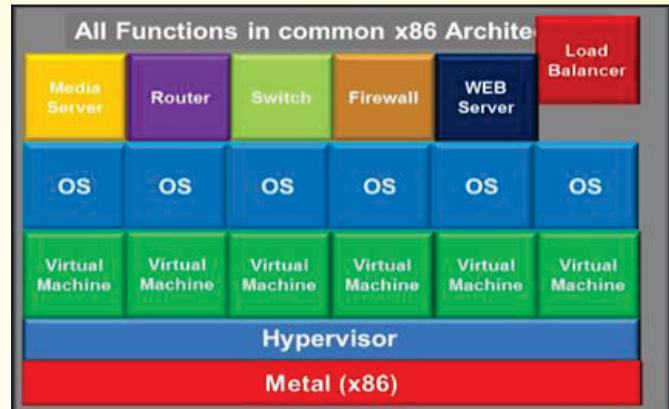 All Functions in common x86 Archite
Load
Balancer
Media
Server
Router
Switch
Firewall
WEB
Server
OS
OS
OS
OS
OS
OS
Virtual
Machine
Virtual
Machine
Virtual
Machine
Virtual
Machine
Virtual
Machine
Virtual
Machine
Hypervisor
Metal (x86)